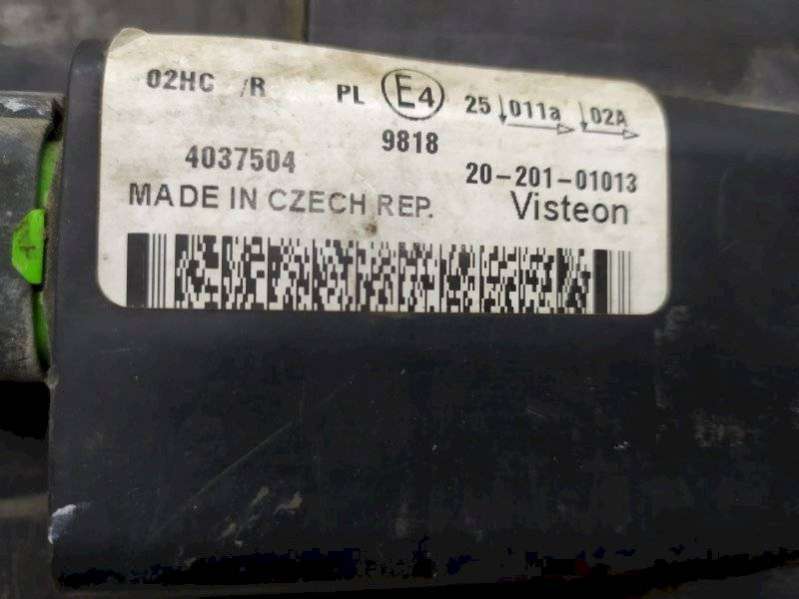 02HC /R PL E4 25 011a 02A
9818
4037504 20-201-01013
MADE IN CZECH REP. Visteon